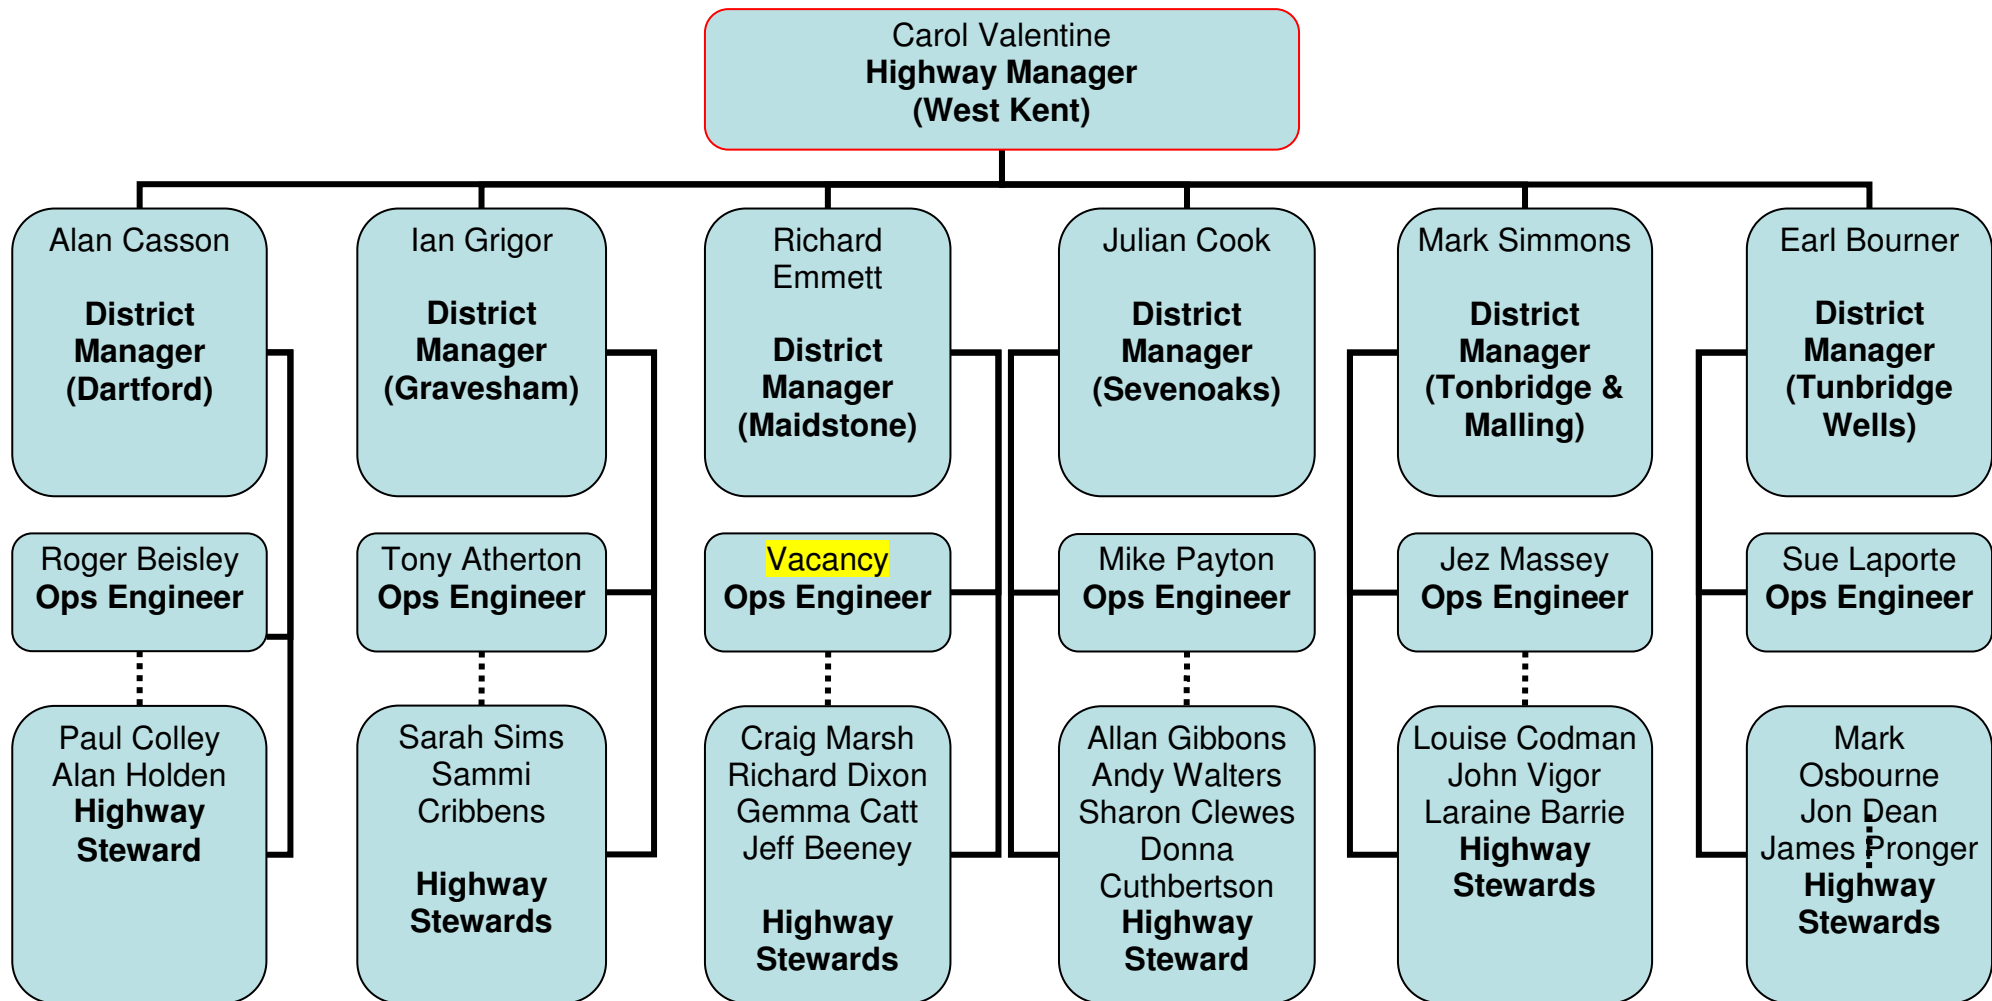 Carol Valentine
Highway Manager
(West Kent)
Alan Casson
District
Manager
(Dartford)
Ian Grigor
District
Manager
(Gravesham)
Richard
Emmett
District
Manager
(Maidstone)
Julian Cook
District
Manager
(Sevenoaks)
Mark Simmons
District
Manager
(Tonbridge &
Malling)
Earl Bourner
District
Manager
(Tunbridge
Wells)
Roger Beisley
Ops Engineer
Tony Atherton
Ops Engineer
Vacancy
Ops Engineer
Mike Payton
Ops Engineer
Jez Massey
Ops Engineer
Sue Laporte
Ops Engineer
Paul Colley
Alan Holden
Highway
Steward
Sarah Sims
Sammi
Cribbens
Highway
Stewards
Craig Marsh
Richard Dixon
Gemma Catt
Jeff Beeney
Highway
Stewards
Allan Gibbons
Andy Walters
Sharon Clewes
Donna
Cuthbertson
Highway
Steward
Louise Codman
John Vigor
Laraine Barrie
Highway
Stewards
Mark
Osbourne
Jon Dean
James Pronger
Highway
Stewards